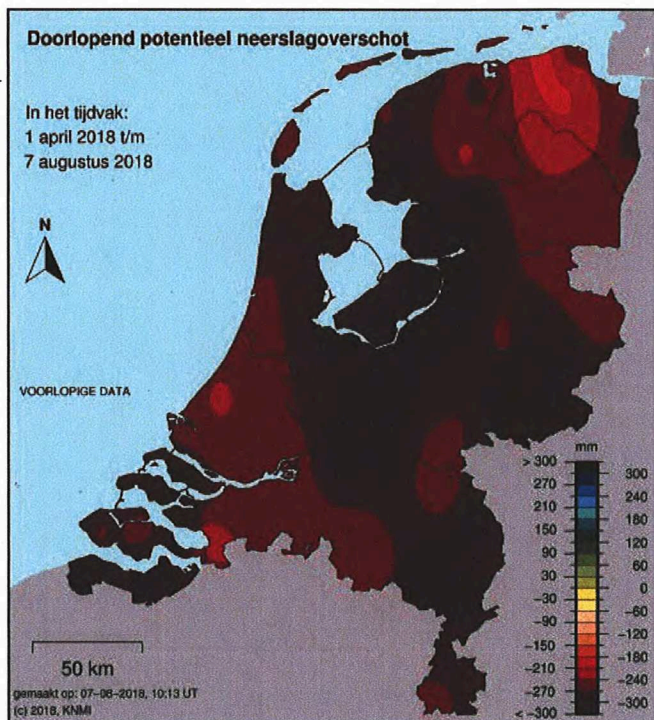 Doorlopend potentieel neerslagoverschot
In het tijdvak:
1 april 2018 t/m
7 augustus 2018
N
VOORLOPIGE DATA
mm
> 300
270
210
150
90
30
-30
-90
-150
-210
-270
< -300
300
240
180
120
60
0
-60
-120
-180
-240
-300
50 km
gemaakt op: 07-08-2018, 10:13 UT
(c) 2018, KNMI